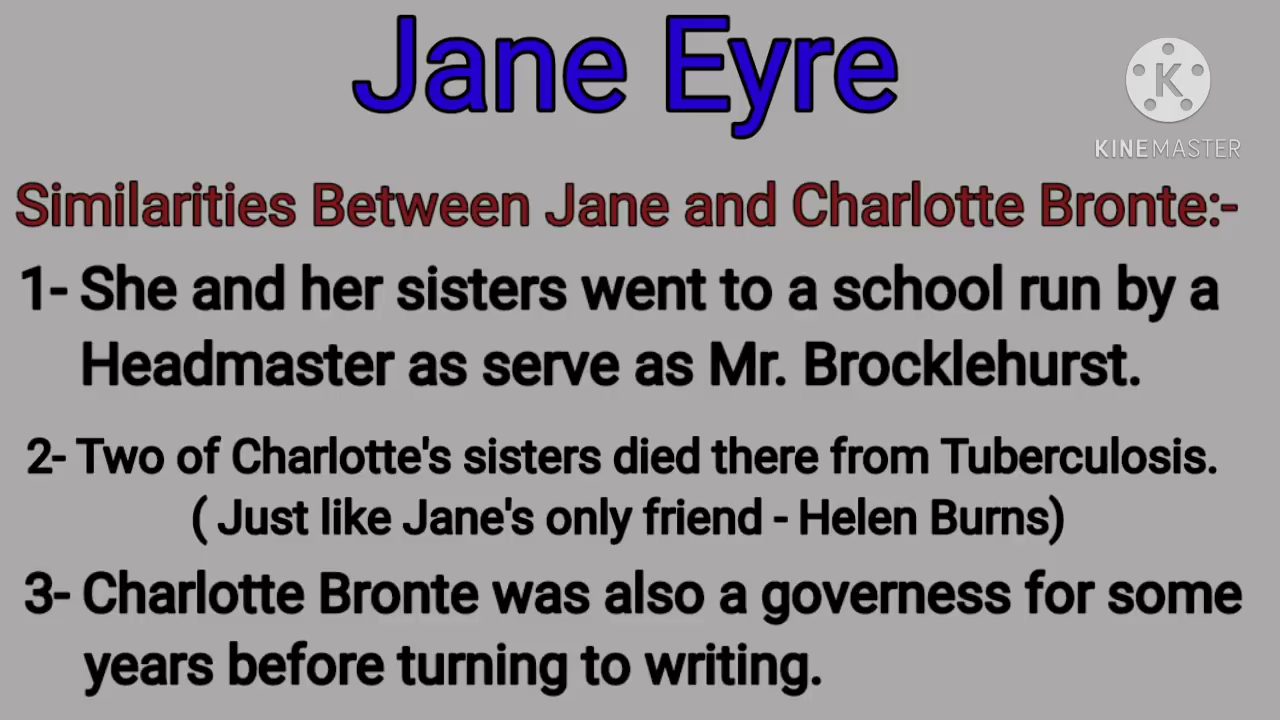 Jane Eyre
K
KINEMASTER
Similarities Between Jane and Charlotte Bronte:-
1- She and her sisters went to a school run by a
Headmaster as serve as Mr. Brocklehurst.
2- Two of Charlotte's sisters died there from Tuberculosis.
( Just like Jane's only friend - Helen Burns)
3- Charlotte Bronte was also a governess for some
years before turning to writing.